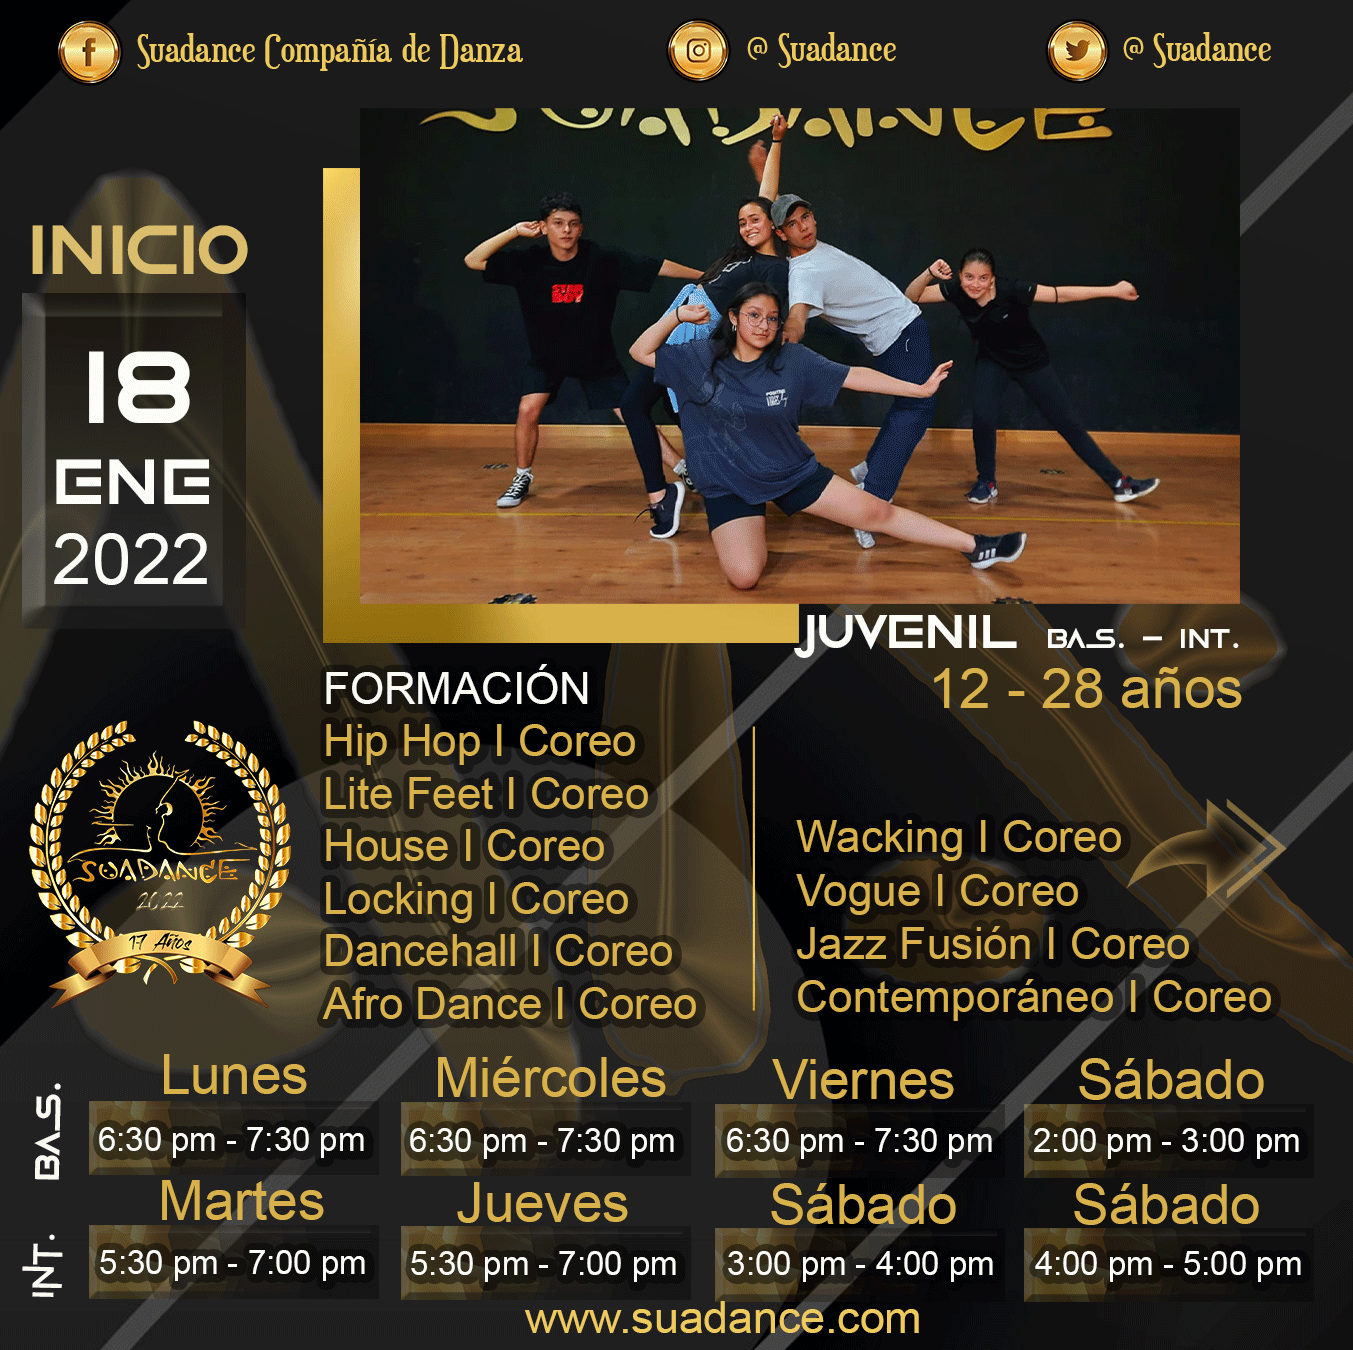 Suadance Compañía de Danza
@ Suadance
@ Suadance
SUADANCE
STAR
BOY
INICIO
18
ENE
2022
JUVENIL BAS. – INT.
12 - 28 años
FORMACIÓN
Hip Hop I Coreo
Lite Feet I Coreo
House I Coreo
Locking I Coreo
Dancehall I Coreo
Afro Dance I Coreo
Wacking I Coreo
Vogue I Coreo
Jazz Fusión I Coreo
Contemporáneo I Coreo
SUADANCE
2022
17 Años
BAS.
Lunes
6:30 pm - 7:30 pm
Miércoles
6:30 pm - 7:30 pm
Viernes
6:30 pm - 7:30 pm
Sábado
2:00 pm - 3:00 pm
INT.
Martes
5:30 pm - 7:00 pm
Jueves
5:30 pm - 7:00 pm
Sábado
3:00 pm - 4:00 pm
Sábado
4:00 pm - 5:00 pm
www.suadance.com